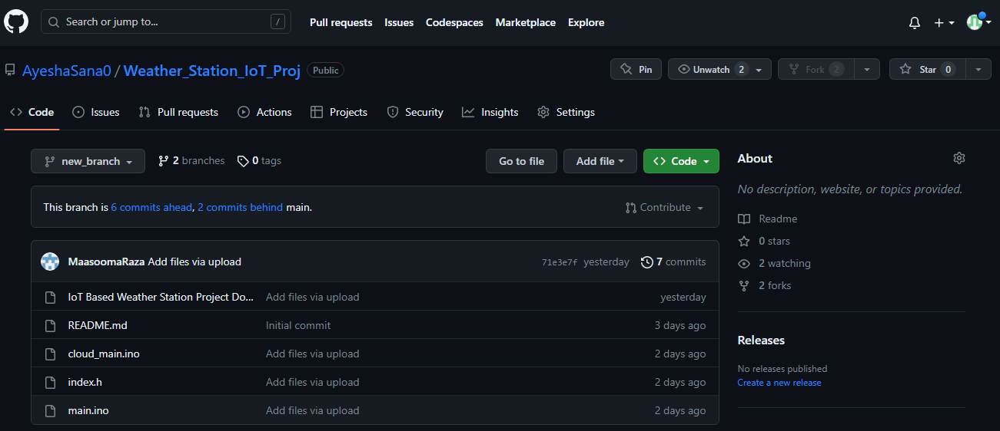 Search or jump to... / Pull requests Issues Codespaces Marketplace Explore
AyeshaSana0 / Weather_Station_IoT_Proj Public Pin Unwatch 2 Fork 2 Star 0
Code Issues Pull requests Actions Projects Security Insights Settings
new_branch 2 branches 0 tags Go to file Add file Code
This branch is 6 commits ahead, 2 commits behind main. Contribute
MaasoomaRaza Add files via upload 71e3e7f yesterday 7 commits
IoT Based Weather Station Project Do... Add files via upload yesterday
README.md Initial commit 3 days ago
cloud_main.ino Add files via upload 2 days ago
index.h Add files via upload 2 days ago
main.ino Add files via upload 2 days ago
About
No description, website, or topics provided.
Readme
0 stars
2 watching
2 forks
Releases
No releases published
Create a new release